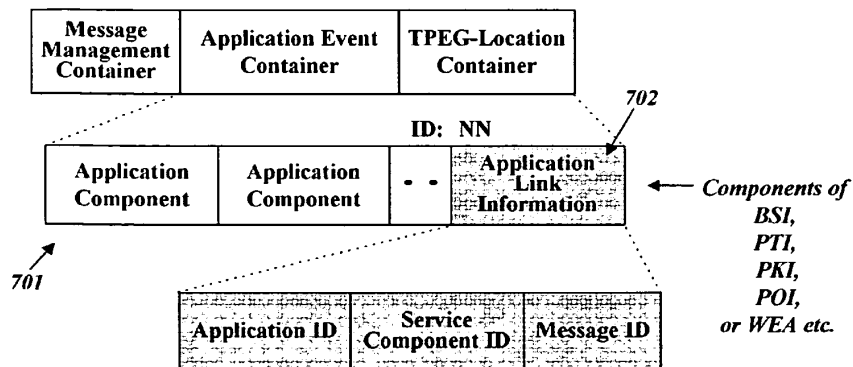 Message
Management
Container
Application Event
Container
TPEG-Location
Container
702
ID: NN
Application
Component
Application
Component
- -
Application
Link
Information
Components of
BSI,
PTI,
PKI,
POI,
or WEA etc.
701
Application ID
Service
Component ID
Message ID